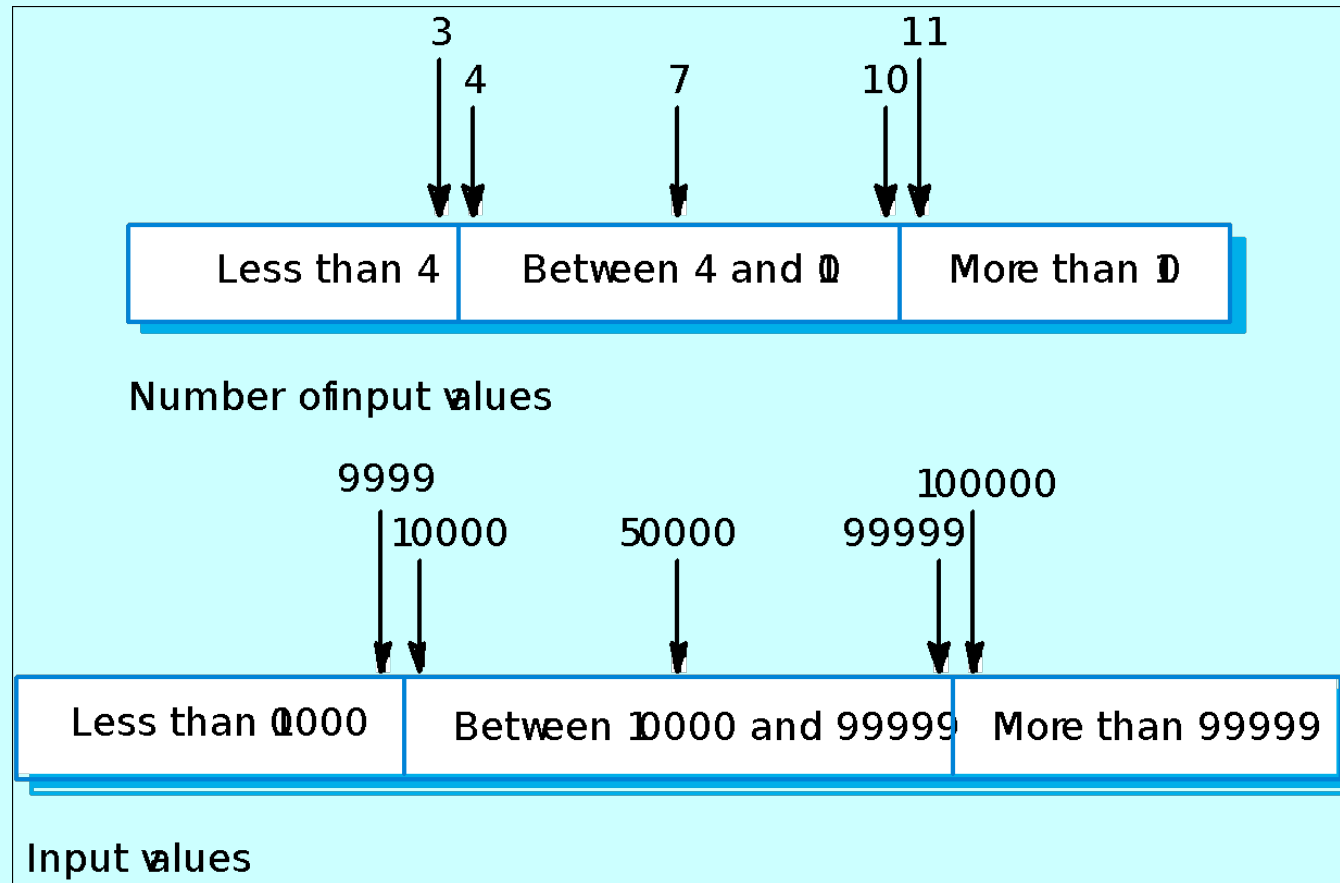 3 11
4 7 10
Less than 4 Between 4 and 10 More than 10
Number of input values
9999 100000
10000 50000 99999
Less than 10000 Between 10000 and 99999 More than 99999
Input values